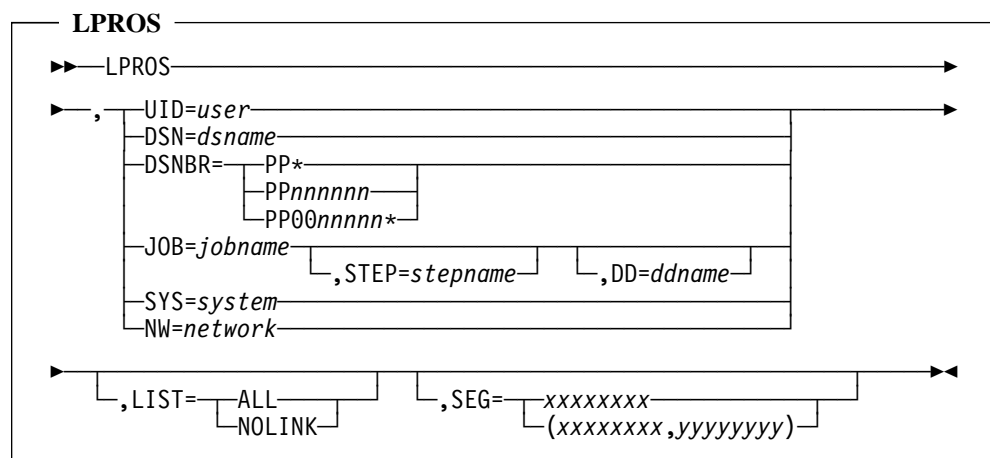 LPROS
LPROS
, UID=user
DSN=dsname
DSNBR= PP*
PPnnnnnn
PP00nnnnn*
JOB=jobname ,STEP=stepname ,DD=ddname
SYS=system
NW=network
,LIST= ALL ,SEG= xxxxxxxx
NOLINK (xxxxxxxx,yyyyyyyy)